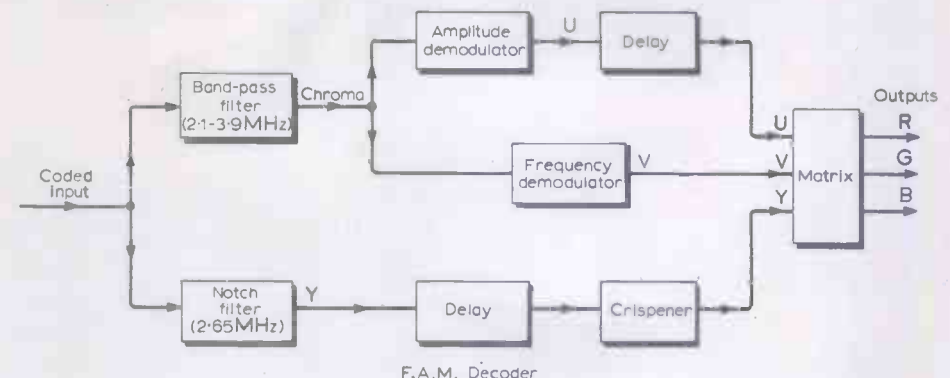 Amplitude
demodulator
U
Delay
Band-pass
filter
(2·1-3·9MHz)
Chroma
Outputs
U
R
Frequency
demodulator
V
V
Matrix
G
Coded
input
Y
B
Notch
filter
(2·65MHz)
Y
Delay
Crispener
F.A.M. Decoder